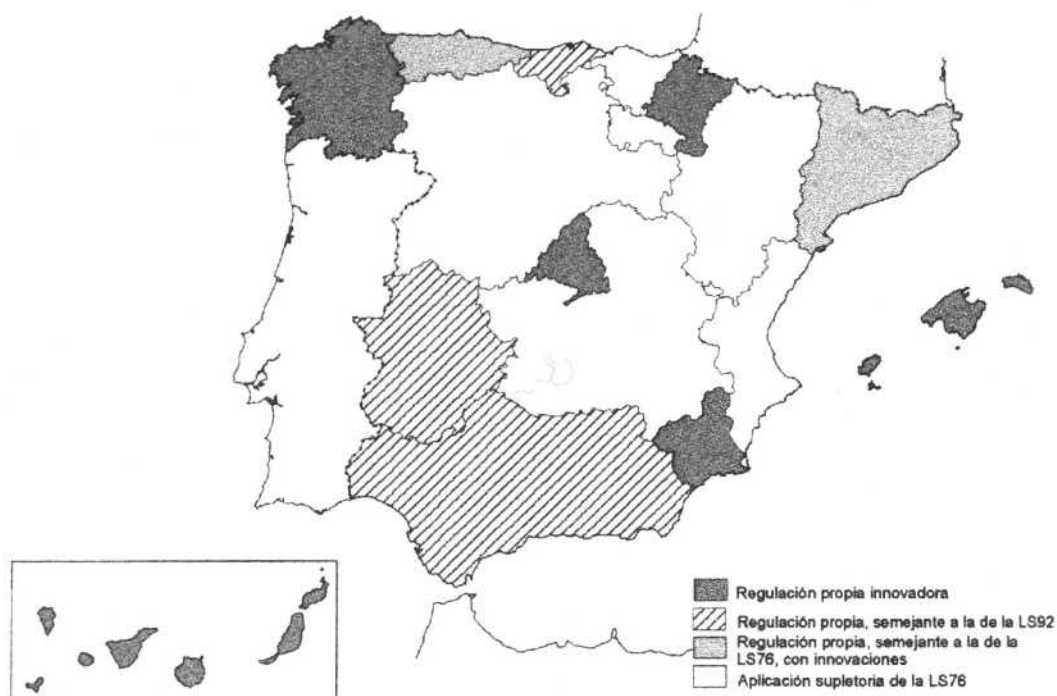 Regulación propia innovadora
Regulación propia, semejante a la de la LS92
Regulación propia, semejante a la de la
LS76, con innovaciones
Aplicación supletoria de la LS76